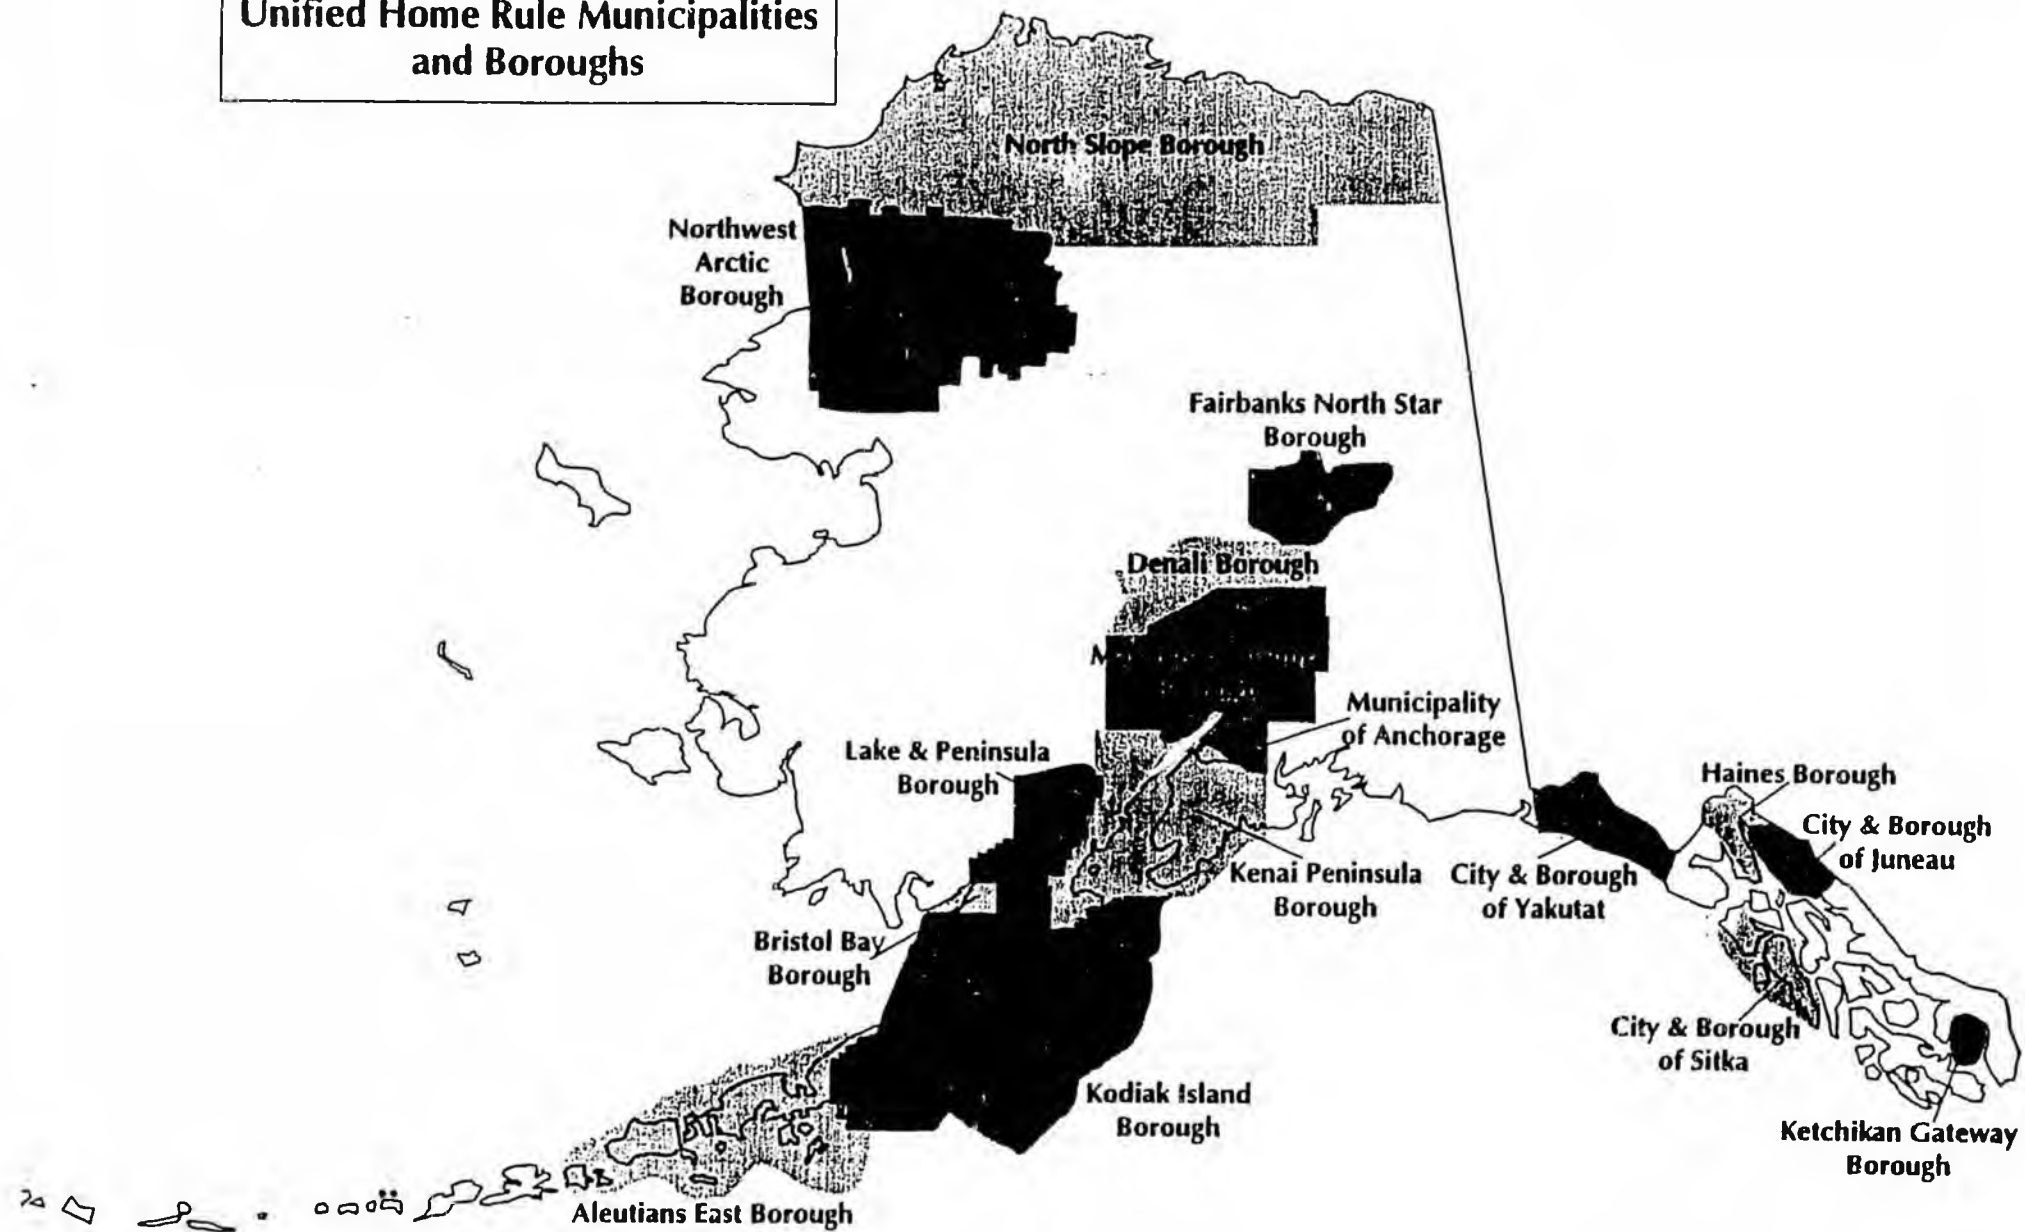 Unified Home Rule Municipalities
and Boroughs
North Slope Borough
Northwest
Arctic
Borough
Fairbanks North Star
Borough
Denali Borough
Municipality
of Anchorage
Lake & Peninsula
Borough
Haines Borough
City & Borough
of Juneau
Kenai Peninsula
Borough
City & Borough
of Yakutat
Bristol Bay
Borough
City & Borough
of Sitka
Kodiak Island
Borough
Ketchikan Gateway
Borough
Aleutians East Borough